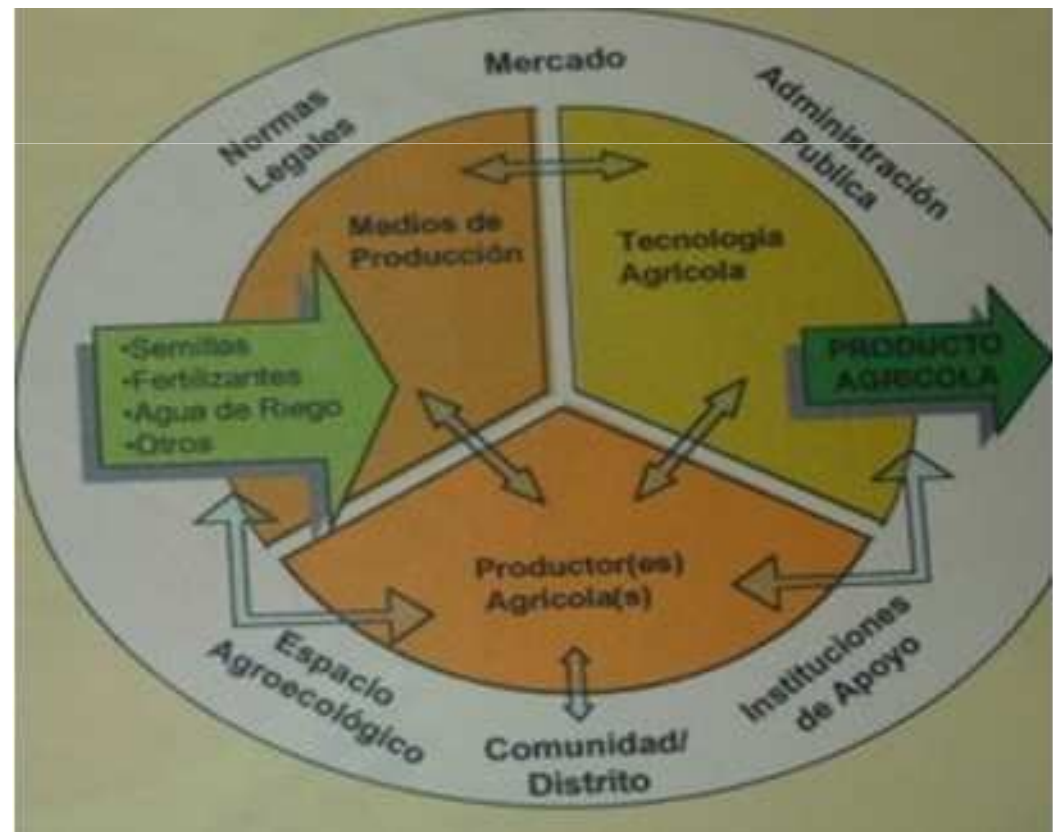 Mercado
Normas
Legales
Administración
Publica
Medios de
Producción
Tecnología
Agrícola
•Semillas
•Fertilizantes
•Agua de Riego
•Otros
PRODUCTO
AGRICOLA
Productor(es)
Agrícola(s)
Espacio
Agroecológico
Comunidad/
Distrito
Instituciones
de Apoyo